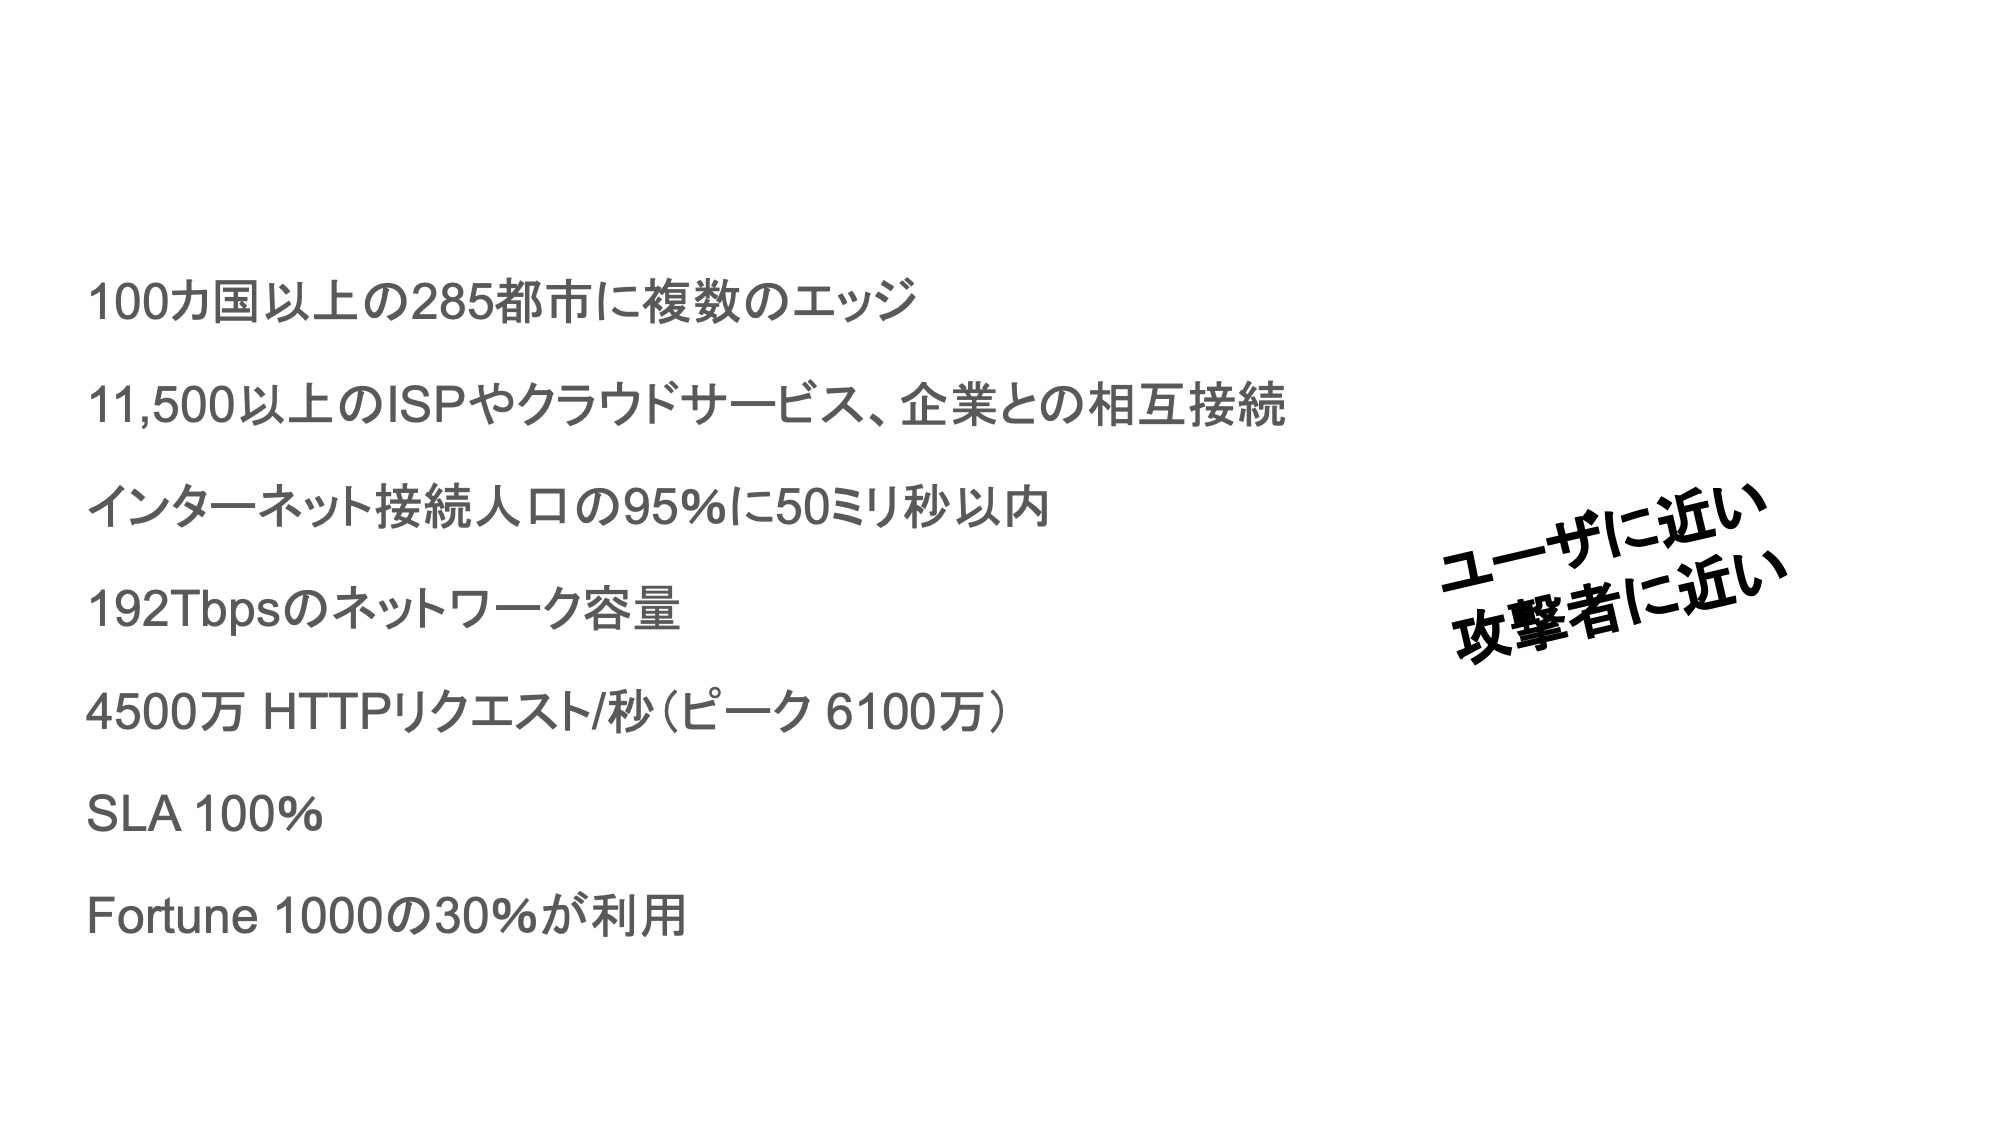 100カ国以上の285都市に複数のエッジ
11,500以上のISPやクラウドサービス、企業との相互接続
インターネット接続人口の95%に50ミリ秒以内
192Tbpsのネットワーク容量
4500万 HTTPリクエスト/秒（ピーク 6100万）
SLA 100%
Fortune 1000の30%が利用
ユーザに近い
攻撃者に近い